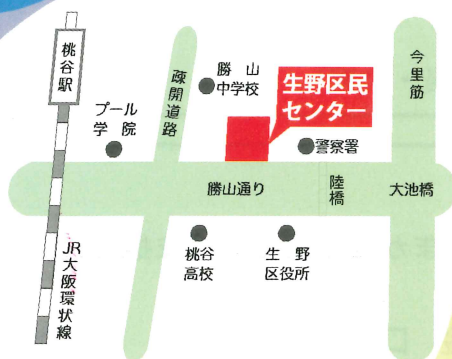 桃谷駅
プール
学院
疎開道路
勝山
中学校
生野区民
センター
警察署
今里筋
勝山通り
陸橋
大池橋
桃谷
高校
生野
区役所
JR大阪環状線